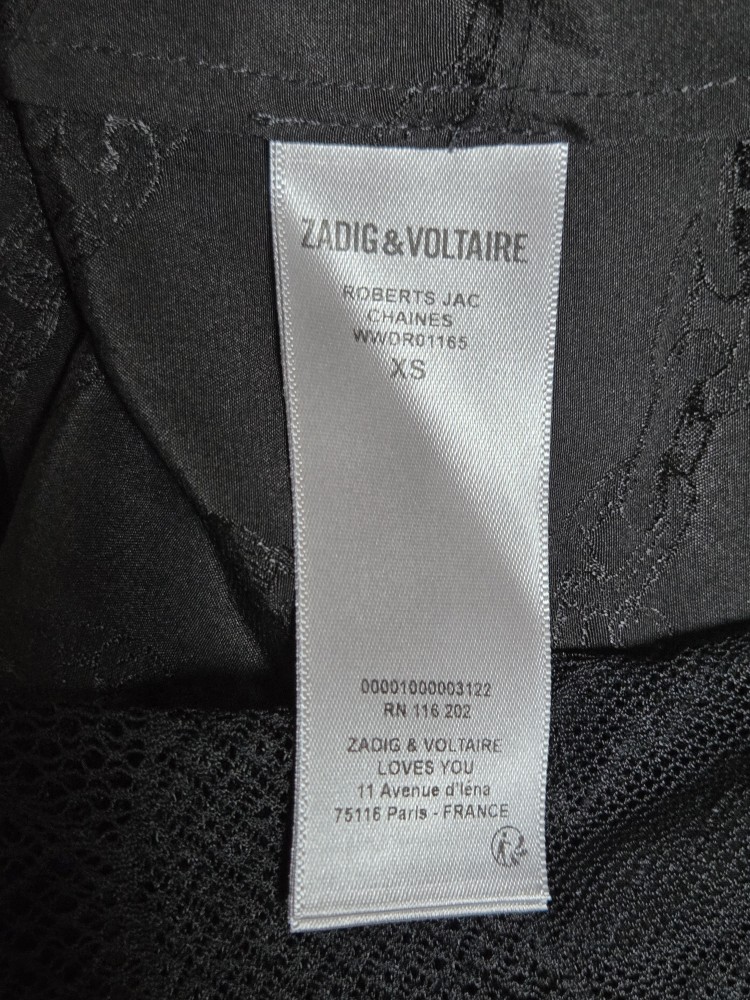 ZADIG&VOLTAIRE
ROBERTS JAC
CHAINES
WWDR01165
XS
00001000003122
RN 116 202
ZADIG & VOLTAIRE
LOVES YOU
11 Avenue d'Iéna
75116 Paris - FRANCE